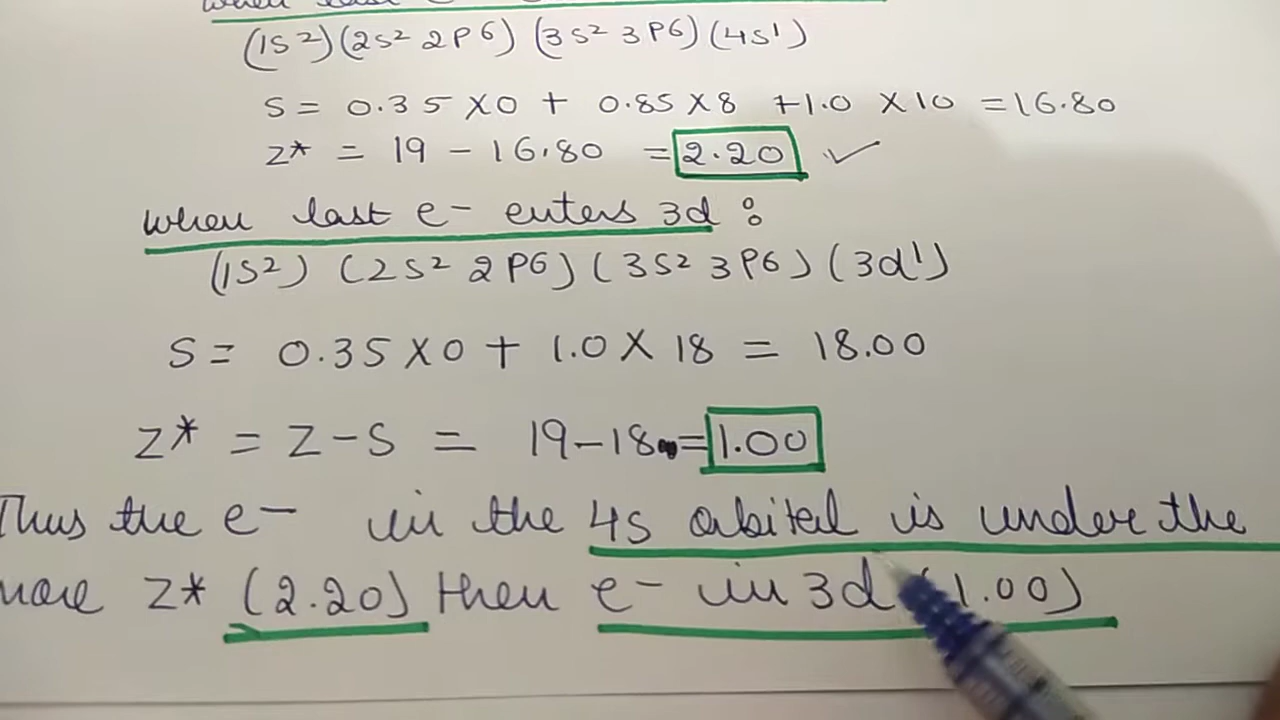 when last e-
(1s²) (2s² 2p6) (3s² 3p6) (4s¹)
S = 0.35 X 0 + 0.85 X 8 + 1.0 X 10 = 16.80
Z* = 19 - 16.80 = 2.20 ✓
when last e- enters 3d :
(1s²) (2s² 2p6) (3s² 3p6) (3d¹)
S = 0.35 X 0 + 1.0 X 18 = 18.00
Z* = Z - S = 19 - 18 = 1.00
Thus the e- in the 4s orbital is under the
more Z* (2.20) then e- in 3d (1.00)